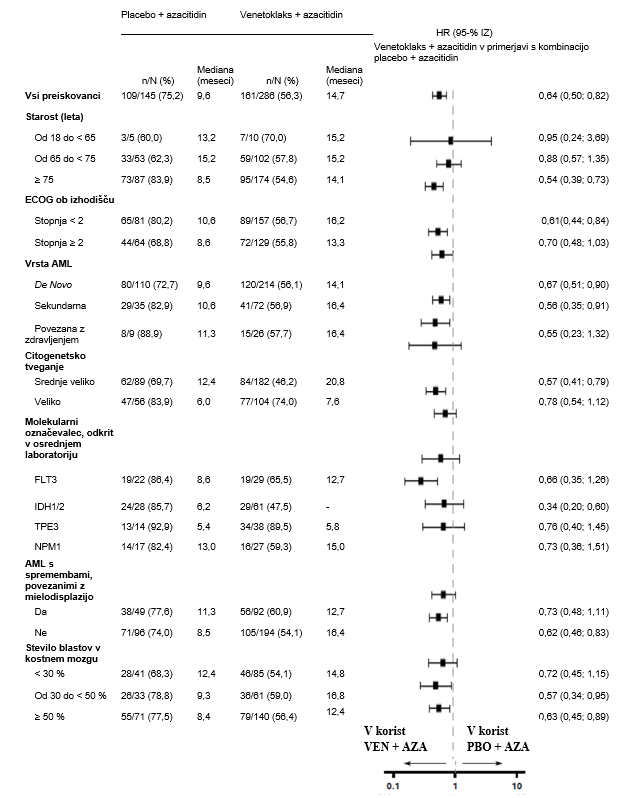 Placebo + azacitidin Venetoklaks + azacitidin
HR (95-% IZ)
Venetoklaks + azacitidin v primerjavi s kombinacijo
placebo + azacitidin
n/N (%) Mediana (meseci) n/N (%) Mediana (meseci)
Vsi preiskovanci 109/145 (75,2) 9,6 161/286 (56,3) 14,7 0,64 (0,50; 0,82)
Starost (leta)
Od 18 do < 65 3/5 (60,0) 13,2 7/10 (70,0) 15,2 0,95 (0,24; 3,69)
Od 65 do < 75 33/53 (62,3) 15,2 59/102 (57,8) 15,2 0,88 (0,57; 1,35)
≥ 75 73/87 (83,9) 8,5 95/174 (54,6) 14,1 0,54 (0,39; 0,73)
ECOG ob izhodišču
Stopnja < 2 65/81 (80,2) 10,6 89/157 (56,7) 16,2 0,61(0,44; 0,84)
Stopnja ≥ 2 44/64 (68,8) 8,6 72/129 (55,8) 13,3 0,70 (0,48; 1,03)
Vrsta AML
De Novo 80/110 (72,7) 9,6 120/214 (56,1) 14,1 0,67 (0,51; 0,90)
Sekundarna 29/35 (82,9) 10,6 41/72 (56,9) 16,4 0,56 (0,35; 0,91)
Povezana z
zdravljenjem 8/9 (88,9) 11,3 15/26 (57,7) 16,4 0,55 (0,23; 1,32)
Citogenetsko
tveganje
Srednje veliko 62/89 (69,7) 12,4 84/182 (46,2) 20,8 0,57 (0,41; 0,79)
Veliko 47/56 (83,9) 6,0 77/104 (74,0) 7,6 0,78 (0,54; 1,12)
Molekularni
označevalec, odkrit
v osrednjem
laboratoriju
FLT3 19/22 (86,4) 8,6 19/29 (65,5) 12,7 0,66 (0,35; 1,26)
IDH1/2 24/28 (85,7) 6,2 29/61 (47,5) - 0,34 (0,20; 0,60)
TPE3 13/14 (92,9) 5,4 34/38 (89,5) 5,8 0,76 (0,40; 1,45)
NPM1 14/17 (82,4) 13,0 16/27 (59,3) 15,0 0,73 (0,36; 1,51)
AML s
spremembami,
povezanimi z
mielodisplazijo
Da 38/49 (77,6) 11,3 56/92 (60,9) 12,7 0,73 (0,48; 1,11)
Ne 71/96 (74,0) 8,5 105/194 (54,1) 16,4 0,62 (0,46; 0,83)
Število blastov v
kostnem mozgu
< 30 % 28/41 (68,3) 12,4 46/85 (54,1) 14,8 0,72 (0,45; 1,15)
Od 30 do < 50 % 26/33 (78,8) 9,3 36/61 (59,0) 16,8 0,57 (0,34; 0,95)
≥ 50 % 55/71 (77,5) 8,4 79/140 (56,4) 12,4 0,63 (0,45; 0,89)
V korist V korist
VEN + AZA PBO + AZA
0.1 1 10